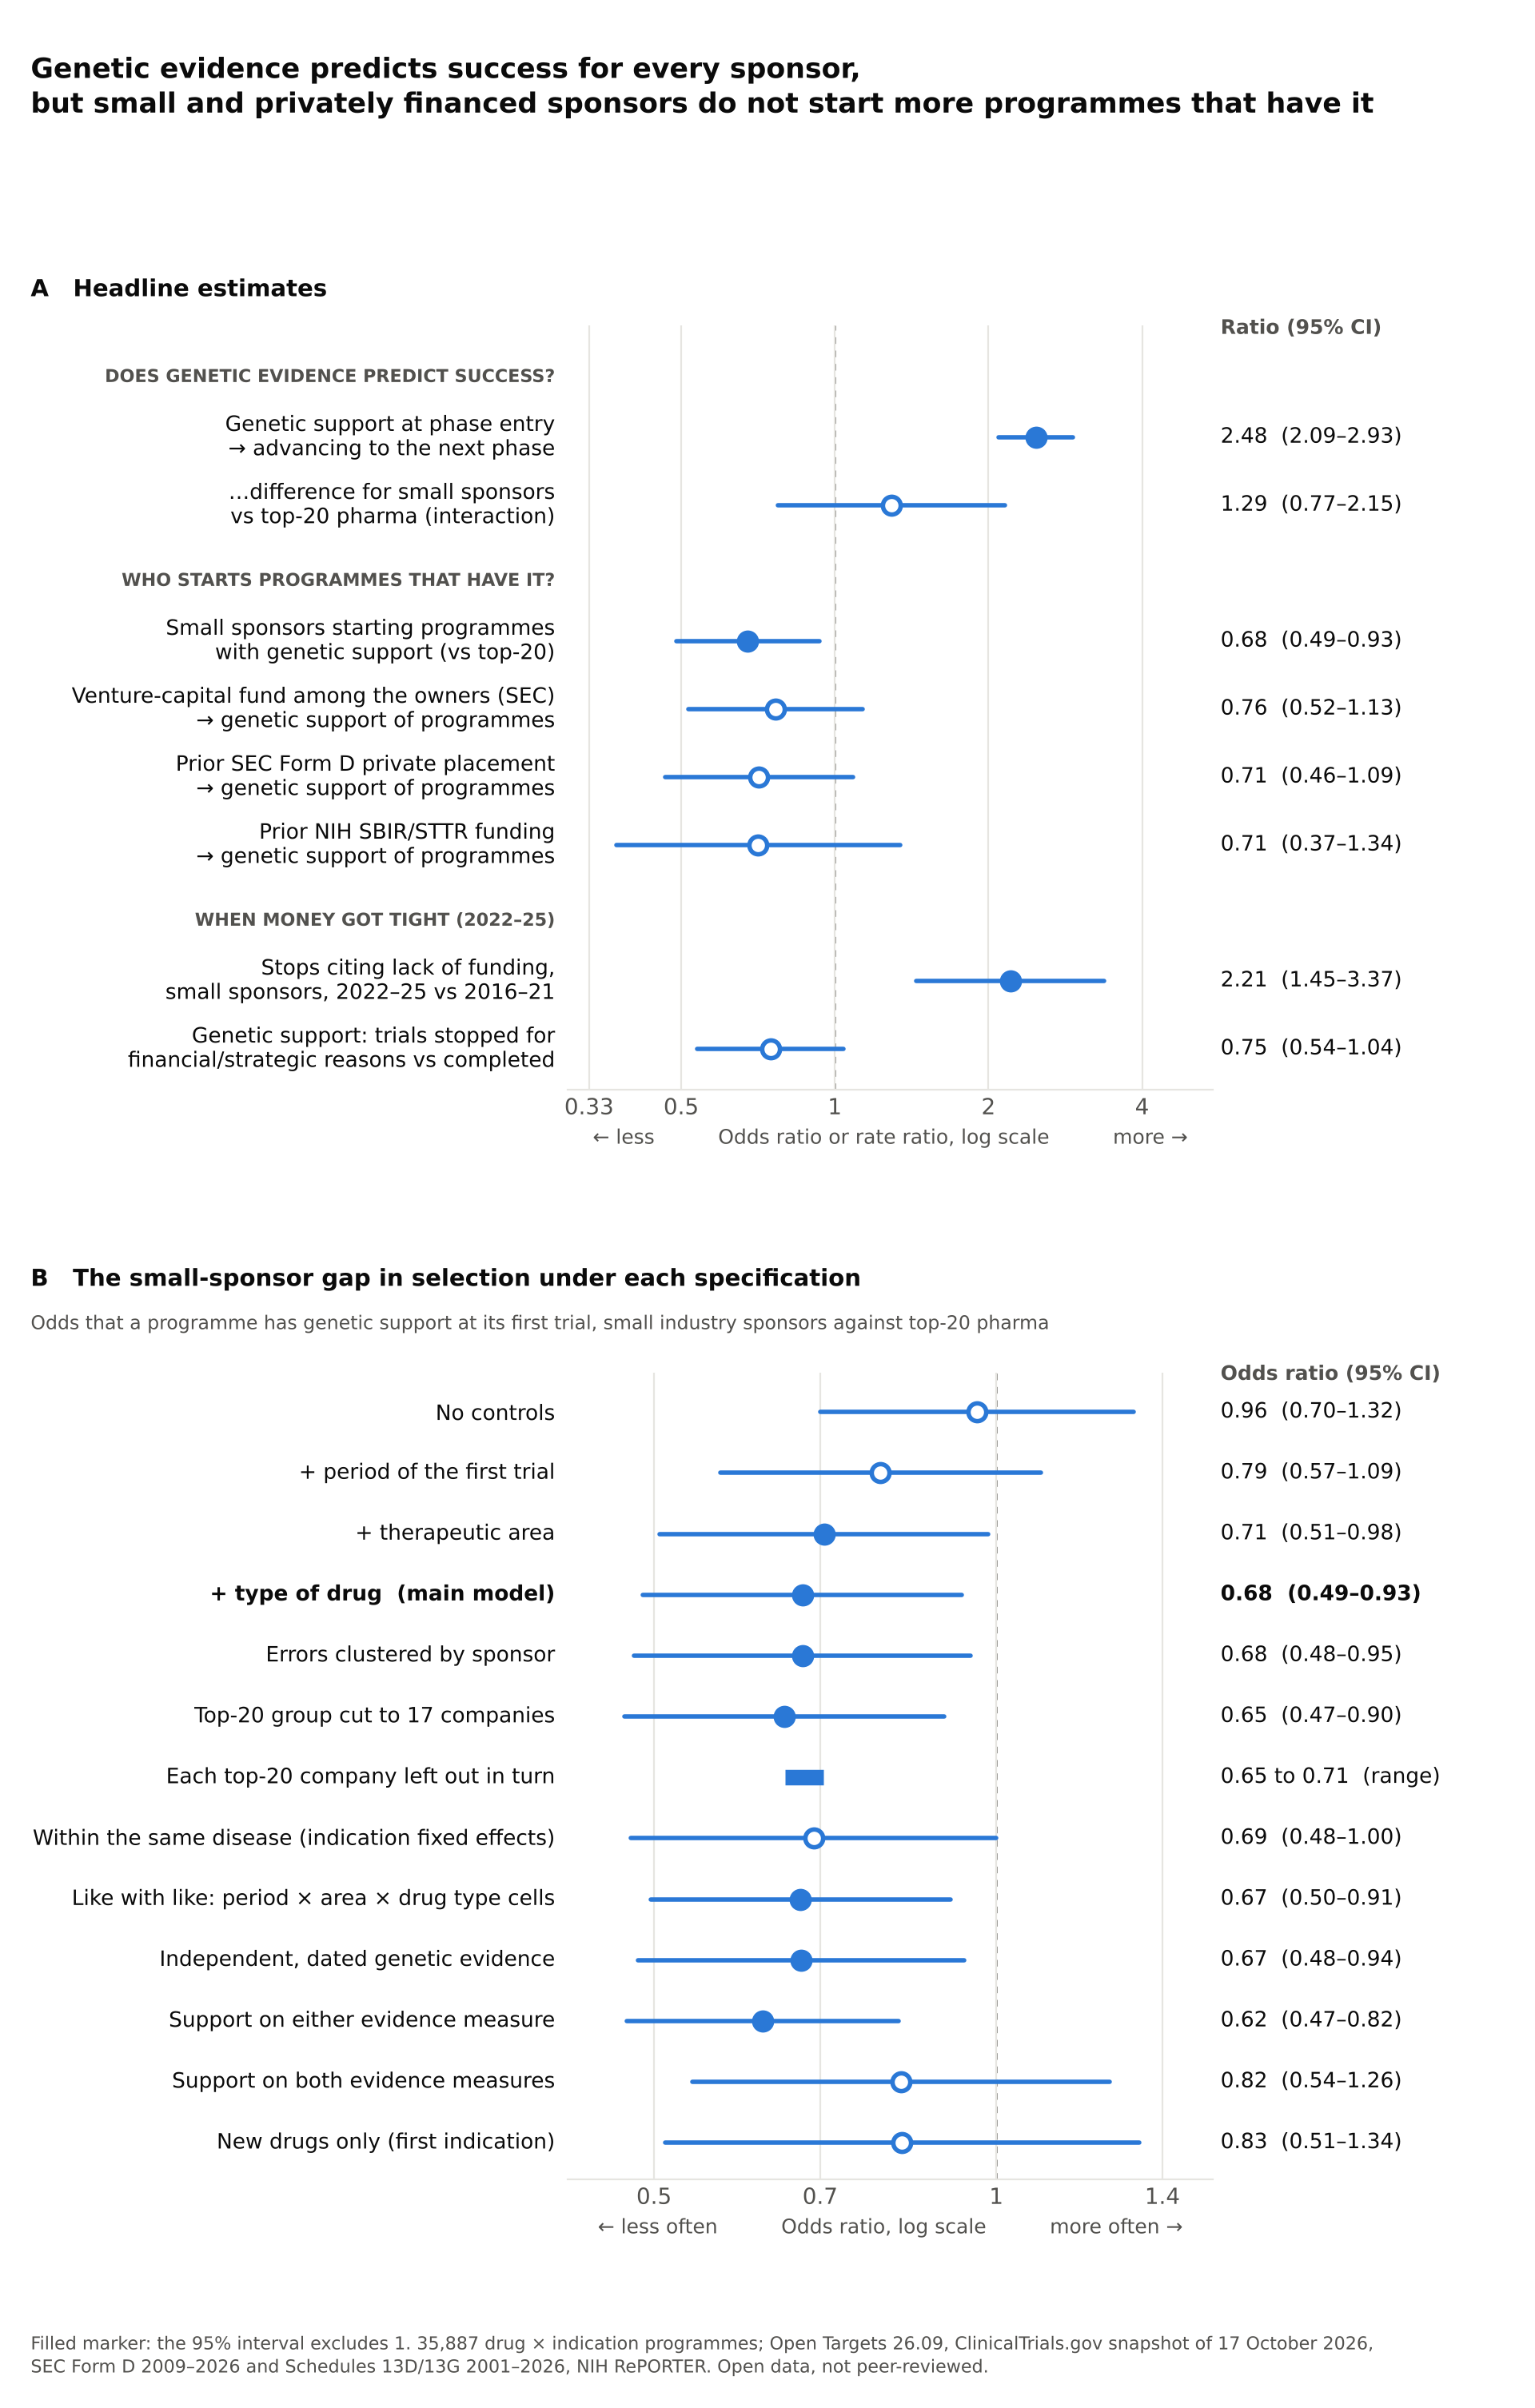 Genetic evidence predicts success for every sponsor,
but small and privately financed sponsors do not start more programmes that have it
A Headline estimates
Ratio (95% CI)
DOES GENETIC EVIDENCE PREDICT SUCCESS?
Genetic support at phase entry
→ advancing to the next phase
2.48 (2.09–2.93)
...difference for small sponsors
vs top-20 pharma (interaction)
1.29 (0.77–2.15)
WHO STARTS PROGRAMMES THAT HAVE IT?
Small sponsors starting programmes
with genetic support (vs top-20)
0.68 (0.49–0.93)
Venture-capital fund among the owners (SEC)
→ genetic support of programmes
0.76 (0.52–1.13)
Prior SEC Form D private placement
→ genetic support of programmes
0.71 (0.46–1.09)
Prior NIH SBIR/STTR funding
→ genetic support of programmes
0.71 (0.37–1.34)
WHEN MONEY GOT TIGHT (2022–25)
Stops citing lack of funding,
small sponsors, 2022–25 vs 2016–21
2.21 (1.45–3.37)
Genetic support: trials stopped for
financial/strategic reasons vs completed
0.75 (0.54–1.04)
0.33 0.5 1 2 4
← less Odds ratio or rate ratio, log scale more →
B The small-sponsor gap in selection under each specification
Odds that a programme has genetic support at its first trial, small industry sponsors against top-20 pharma
Odds ratio (95% CI)
No controls 0.96 (0.70–1.32)
+ period of the first trial 0.79 (0.57–1.09)
+ therapeutic area 0.71 (0.51–0.98)
+ type of drug (main model) 0.68 (0.49–0.93)
Errors clustered by sponsor 0.68 (0.48–0.95)
Top-20 group cut to 17 companies 0.65 (0.47–0.90)
Each top-20 company left out in turn 0.65 to 0.71 (range)
Within the same disease (indication fixed effects) 0.69 (0.48–1.00)
Like with like: period × area × drug type cells 0.67 (0.50–0.91)
Independent, dated genetic evidence 0.67 (0.48–0.94)
Support on either evidence measure 0.62 (0.47–0.82)
Support on both evidence measures 0.82 (0.54–1.26)
New drugs only (first indication) 0.83 (0.51–1.34)
0.5 0.7 1 1.4
← less often Odds ratio, log scale more often →
Filled marker: the 95% interval excludes 1. 35,887 drug × indication programmes; Open Targets 26.09, ClinicalTrials.gov snapshot of 17 October 2026,
SEC Form D 2009–2026 and Schedules 13D/13G 2001–2026, NIH RePORTER. Open data, not peer-reviewed.